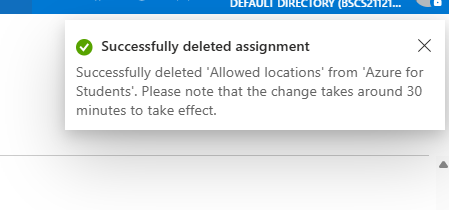 DEFAULT DIRECTORY (BSCS21121...
Successfully deleted assignment
Successfully deleted 'Allowed locations' from 'Azure for
Students'. Please note that the change takes around 30
minutes to take effect.